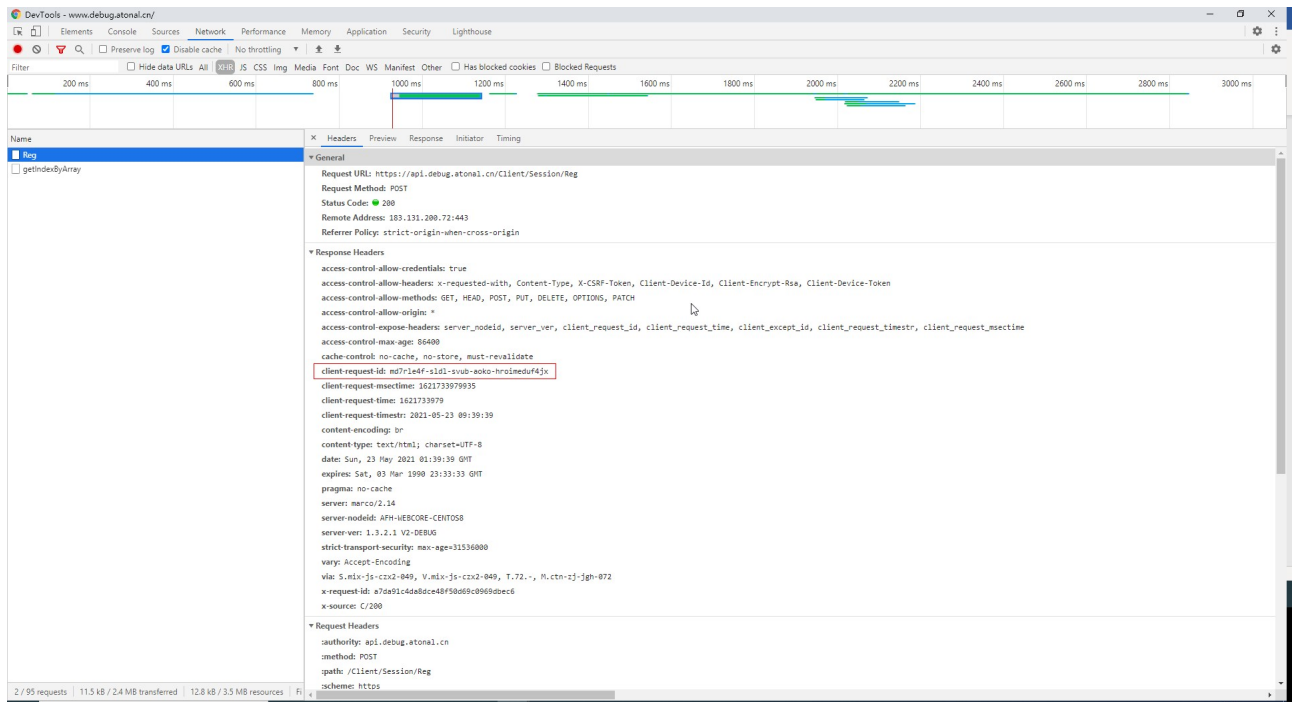 DevTools - www.debug.atonal.cn/
Elements Console Sources Network Performance Memory Application Security Lighthouse
Preserve log Disable cache No throttling
Filter Hide data URLs All XHR JS CSS Img Media Font Doc WS Manifest Other Has blocked cookies Blocked Requests
200 ms 400 ms 600 ms 800 ms 1000 ms 1200 ms 1400 ms 1600 ms 1800 ms 2000 ms 2200 ms 2400 ms 2600 ms 2800 ms 3000 ms
Name
Reg
getIndexByArray
× Headers Preview Response Initiator Timing
General
Request URL: https://api.debug.atonal.cn/Client/Session/Reg
Request Method: POST
Status Code: 200
Remote Address: 183.131.200.72:443
Referrer Policy: strict-origin-when-cross-origin
Response Headers
access-control-allow-credentials: true
access-control-allow-headers: x-requested-with, Content-Type, X-CSRF-Token, Client-Device-Id, Client-Encrypt-Rsa, Client-Device-Token
access-control-allow-methods: GET, HEAD, POST, PUT, DELETE, OPTIONS, PATCH
access-control-allow-origin: *
access-control-expose-headers: server_nodeid, server_ver, client_request_id, client_request_time, client_except_id, client_request_timestr, client_request_msectime
access-control-max-age: 86400
cache-control: no-cache, no-store, must-revalidate
client-request-id: md7rle4f-sldl-svub-aoko-hroimeduf4jx
client-request-msectime: 1621733979935
client-request-time: 1621733979
client-request-timestr: 2021-05-23 09:39:39
content-encoding: br
content-type: text/html; charset=UTF-8
date: Sun, 23 May 2021 01:39:39 GMT
expires: Sat, 03 Mar 1990 23:33:33 GMT
pragma: no-cache
server: marco/2.14
server-nodeid: AFH-WEBCORE-CENTOS8
server-ver: 1.3.2.1 V2-DEBUG
strict-transport-security: max-age=31536000
vary: Accept-Encoding
via: S.mix-js-czx2-049, V.mix-js-czx2-049, T.72.-, M.ctn-zj-jgh-072
x-request-id: a7da91c4da8dce48f50d69c0969dbec6
x-source: C/200
Request Headers
:authority: api.debug.atonal.cn
:method: POST
:path: /Client/Session/Reg
:scheme: https
2 / 95 requests 11.5 kB / 2.4 MB transferred 12.8 kB / 3.5 MB resources Fi